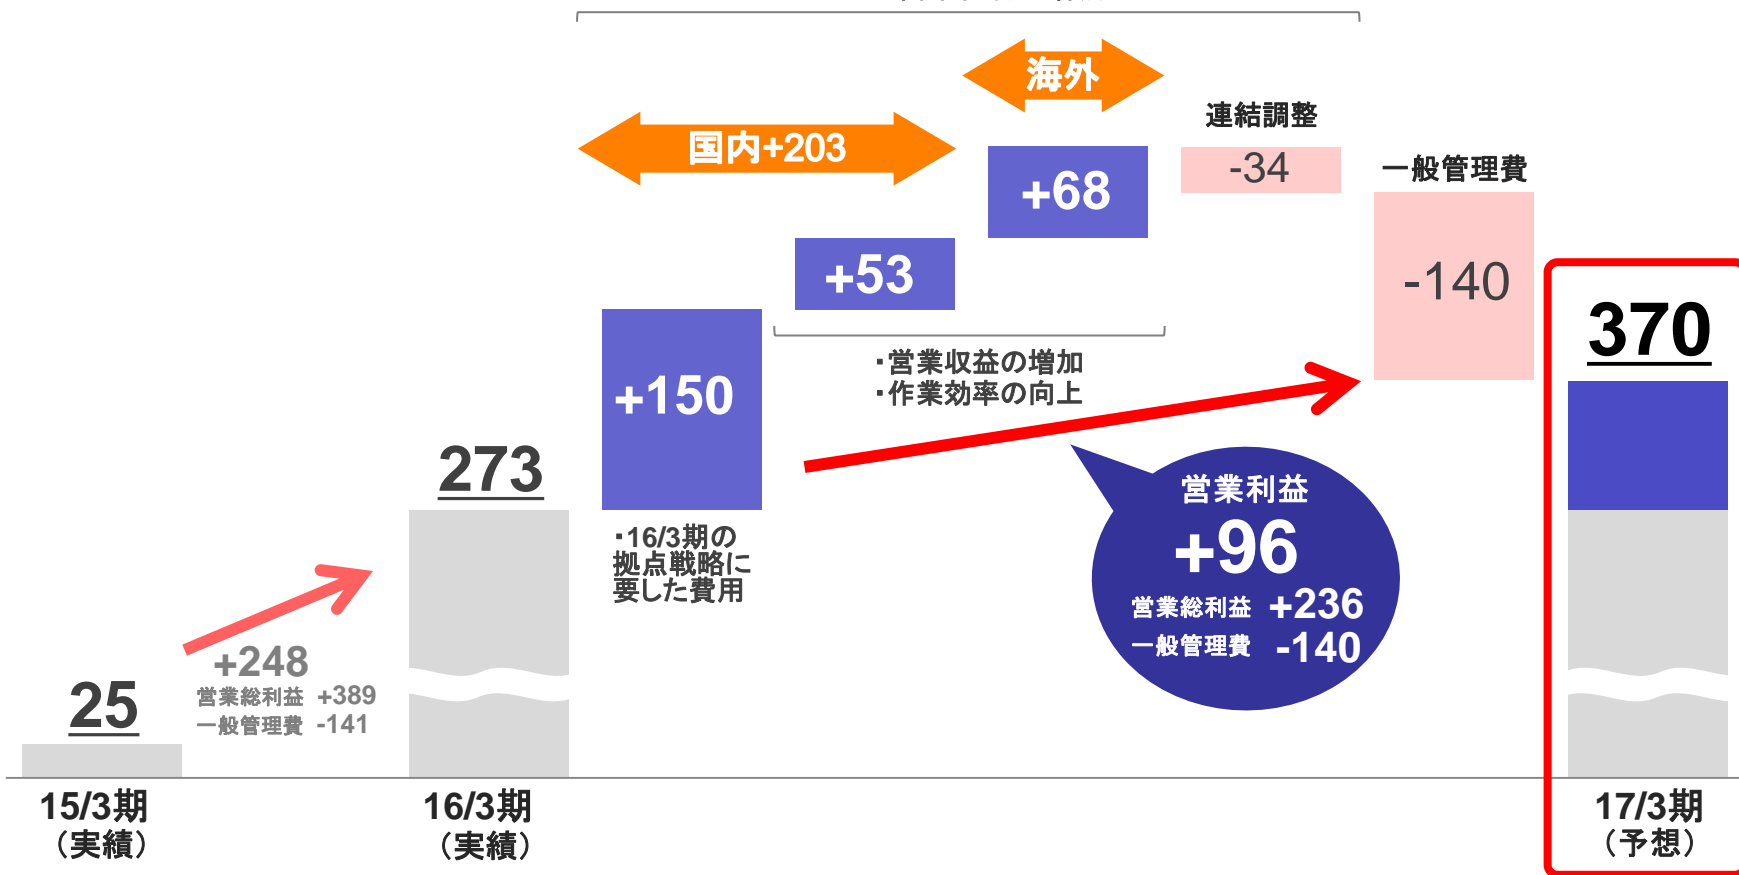 海外
国内+203
連結調整
-34
一般管理費
+68
-140
+53
370
+150
・営業収益の増加
・作業効率の向上
273
・16/3期の
拠点戦略に
要した費用
営業利益
+96
営業総利益 +236
一般管理費 -140
25
+248
営業総利益 +389
一般管理費 -141
15/3期
（実績）
16/3期
（実績）
17/3期
（予想）